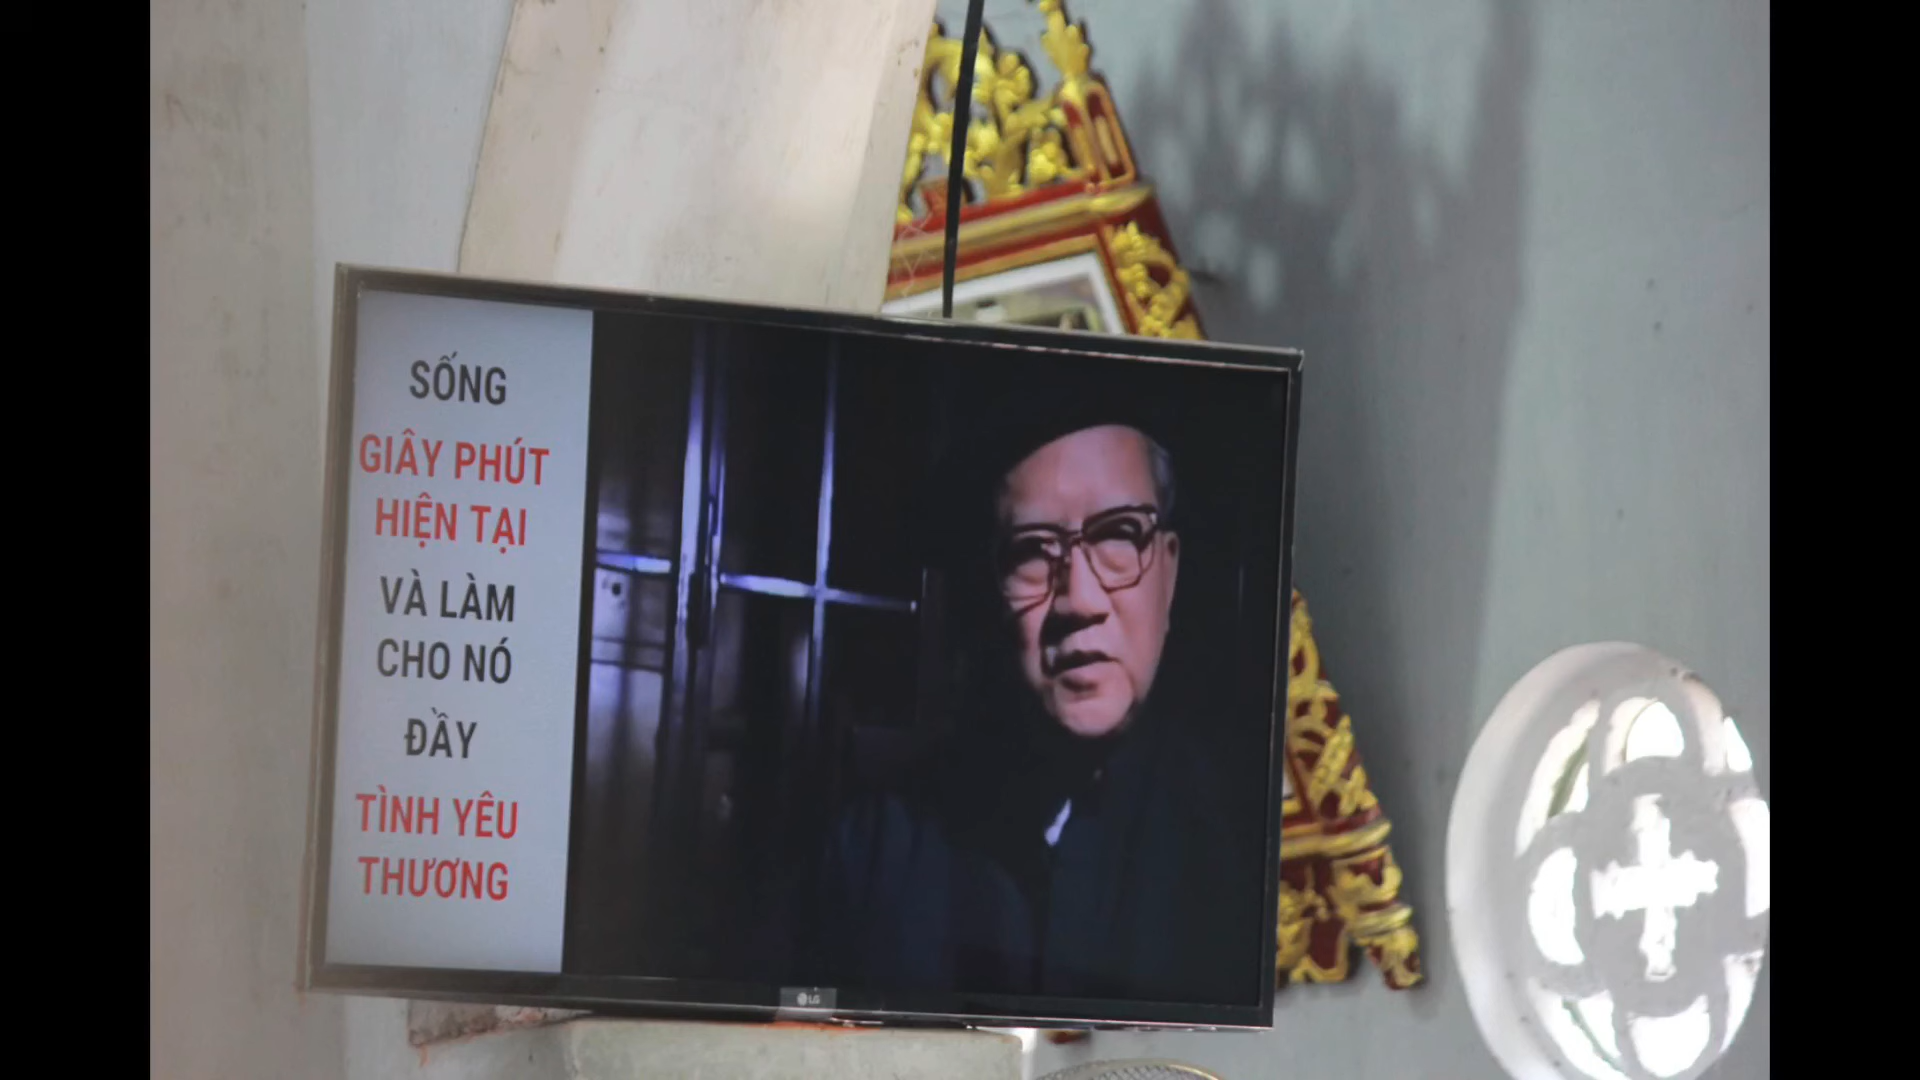 SỐNG
GIÂY PHÚT
HIỆN TẠI
VÀ LÀM
CHO NÓ
ĐẦY
TÌNH YÊU
THƯƠNG
LG